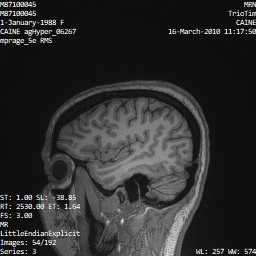 M87100045
M87100045
1-January-1988 F
CAINE agHyper_06267
mprage_5e RMS
MRN
TrioTim
CAINE
16-March-2010 11:17:50
ST: 1.00 SL: -38.85
RT: 2530.00 ET: 1.64
FS: 3.00
MR
LittleEndianExplicit
Images: 54/192
Series: 3
WL: 257 WW: 574